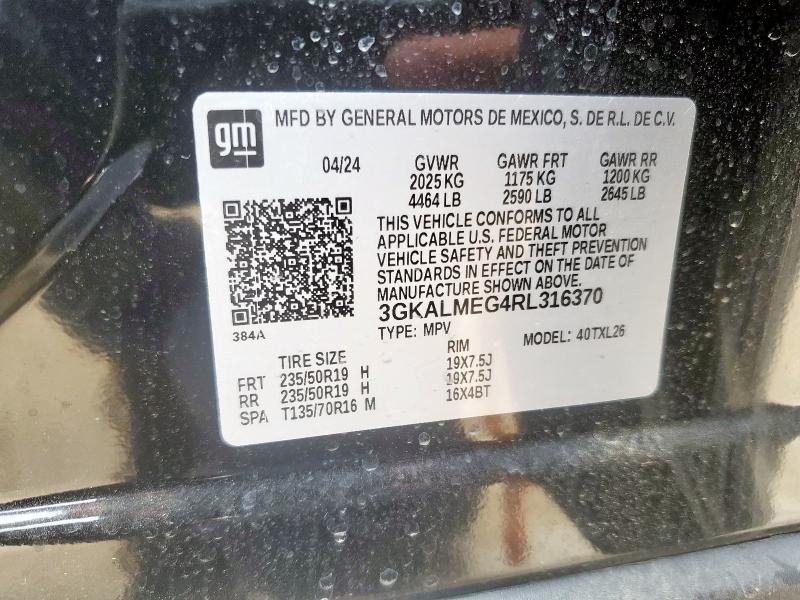 gm
MFD BY GENERAL MOTORS DE MEXICO, S. DE R.L. DE C.V.
04/24 GVWR GAWR FRT GAWR RR
2025 KG 1175 KG 1200 KG
4464 LB 2590 LB 2645 LB
THIS VEHICLE CONFORMS TO ALL
APPLICABLE U.S. FEDERAL MOTOR
VEHICLE SAFETY AND THEFT PREVENTION
STANDARDS IN EFFECT ON THE DATE OF
MANUFACTURE SHOWN ABOVE.
3GKALMEG4RL316370
384A TYPE: MPV MODEL: 40TXL26
TIRE SIZE RIM
FRT 235/50R19 H 19X7.5J
RR 235/50R19 H 19X7.5J
SPA T135/70R16 M 16X4BT